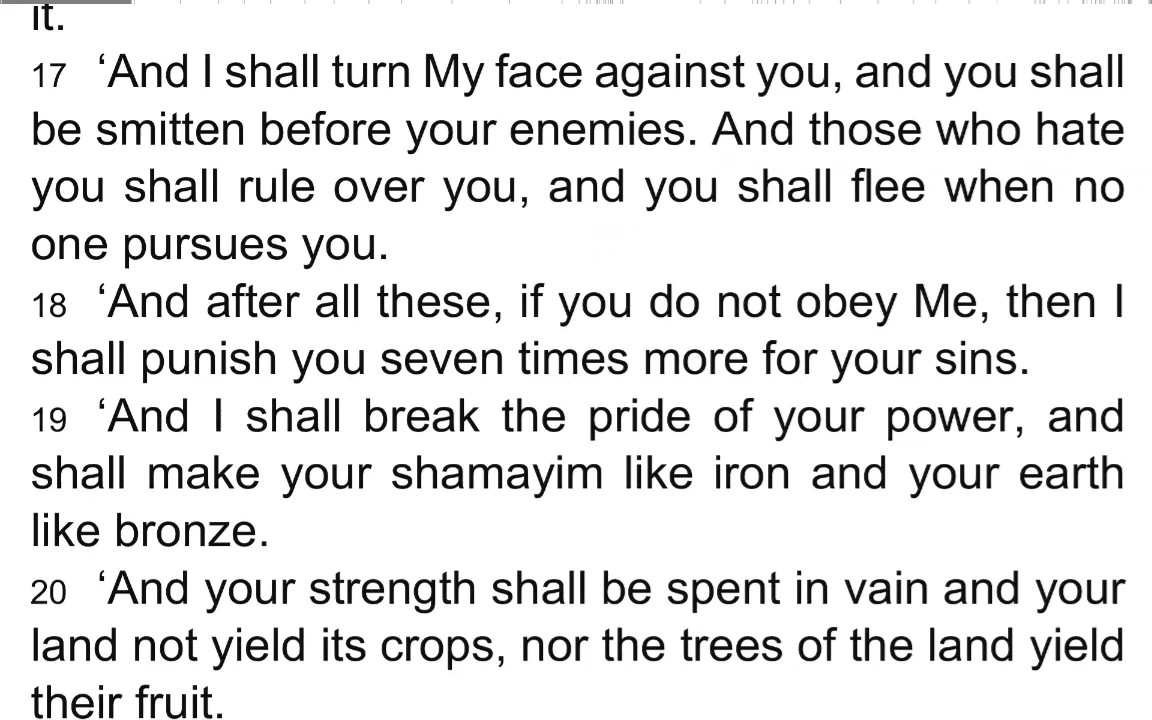 it.
17 ‘And I shall turn My face against you, and you shall
be smitten before your enemies. And those who hate
you shall rule over you, and you shall flee when no
one pursues you.
18 ‘And after all these, if you do not obey Me, then I
shall punish you seven times more for your sins.
19 ‘And I shall break the pride of your power, and
shall make your shamayim like iron and your earth
like bronze.
20 ‘And your strength shall be spent in vain and your
land not yield its crops, nor the trees of the land yield
their fruit.